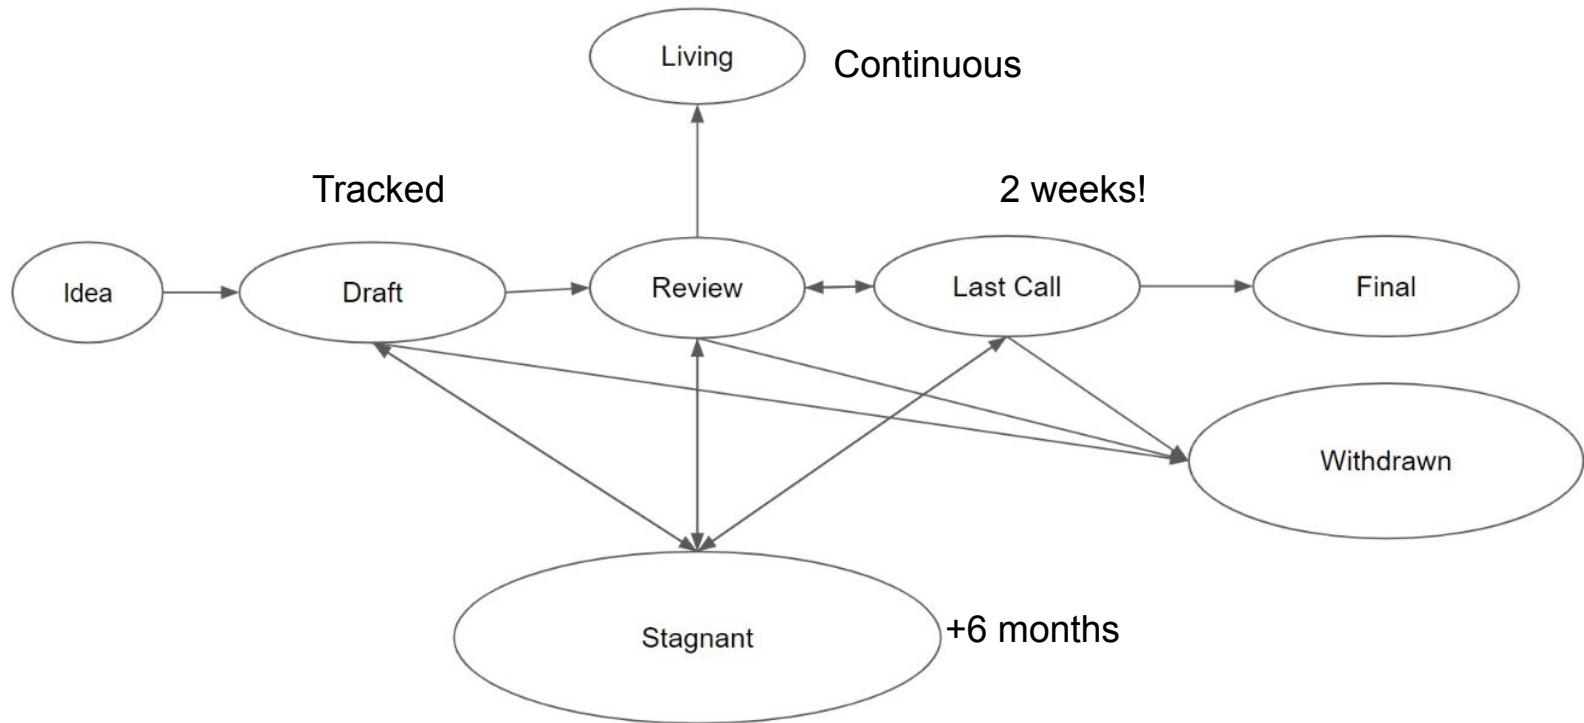 Living
Continuous
Tracked
2 weeks!
Idea
Draft
Review
Last Call
Final
Withdrawn
Stagnant
+6 months